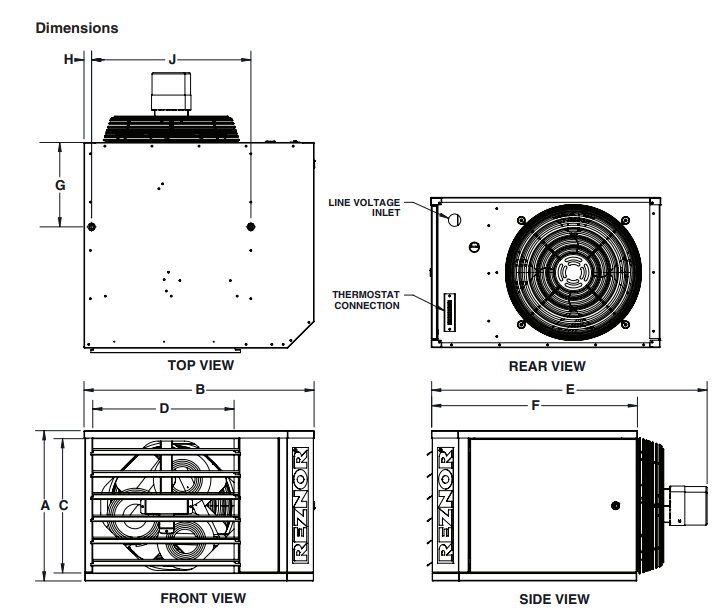 Dimensions
H
J
G
TOP VIEW
LINE VOLTAGE
INLET
THERMOSTAT
CONNECTION
REAR VIEW
B
D
A
C
REZNOR
FRONT VIEW
E
F
REZNOR
SIDE VIEW